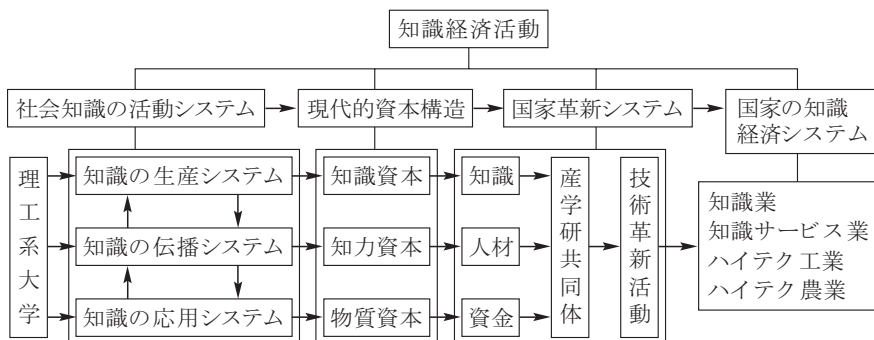 知識経済活動
社会知識の活動システム
現代的資本構造
国家革新システム
国家の知識
経済システム
理工系大学
知識の生産システム
知識資本
知識
産学研共同体
技術革新活動
知識の伝播システム
知力資本
人材
知識の応用システム
物質資本
資金
知識業
知識サービス業
ハイテク工業
ハイテク農業